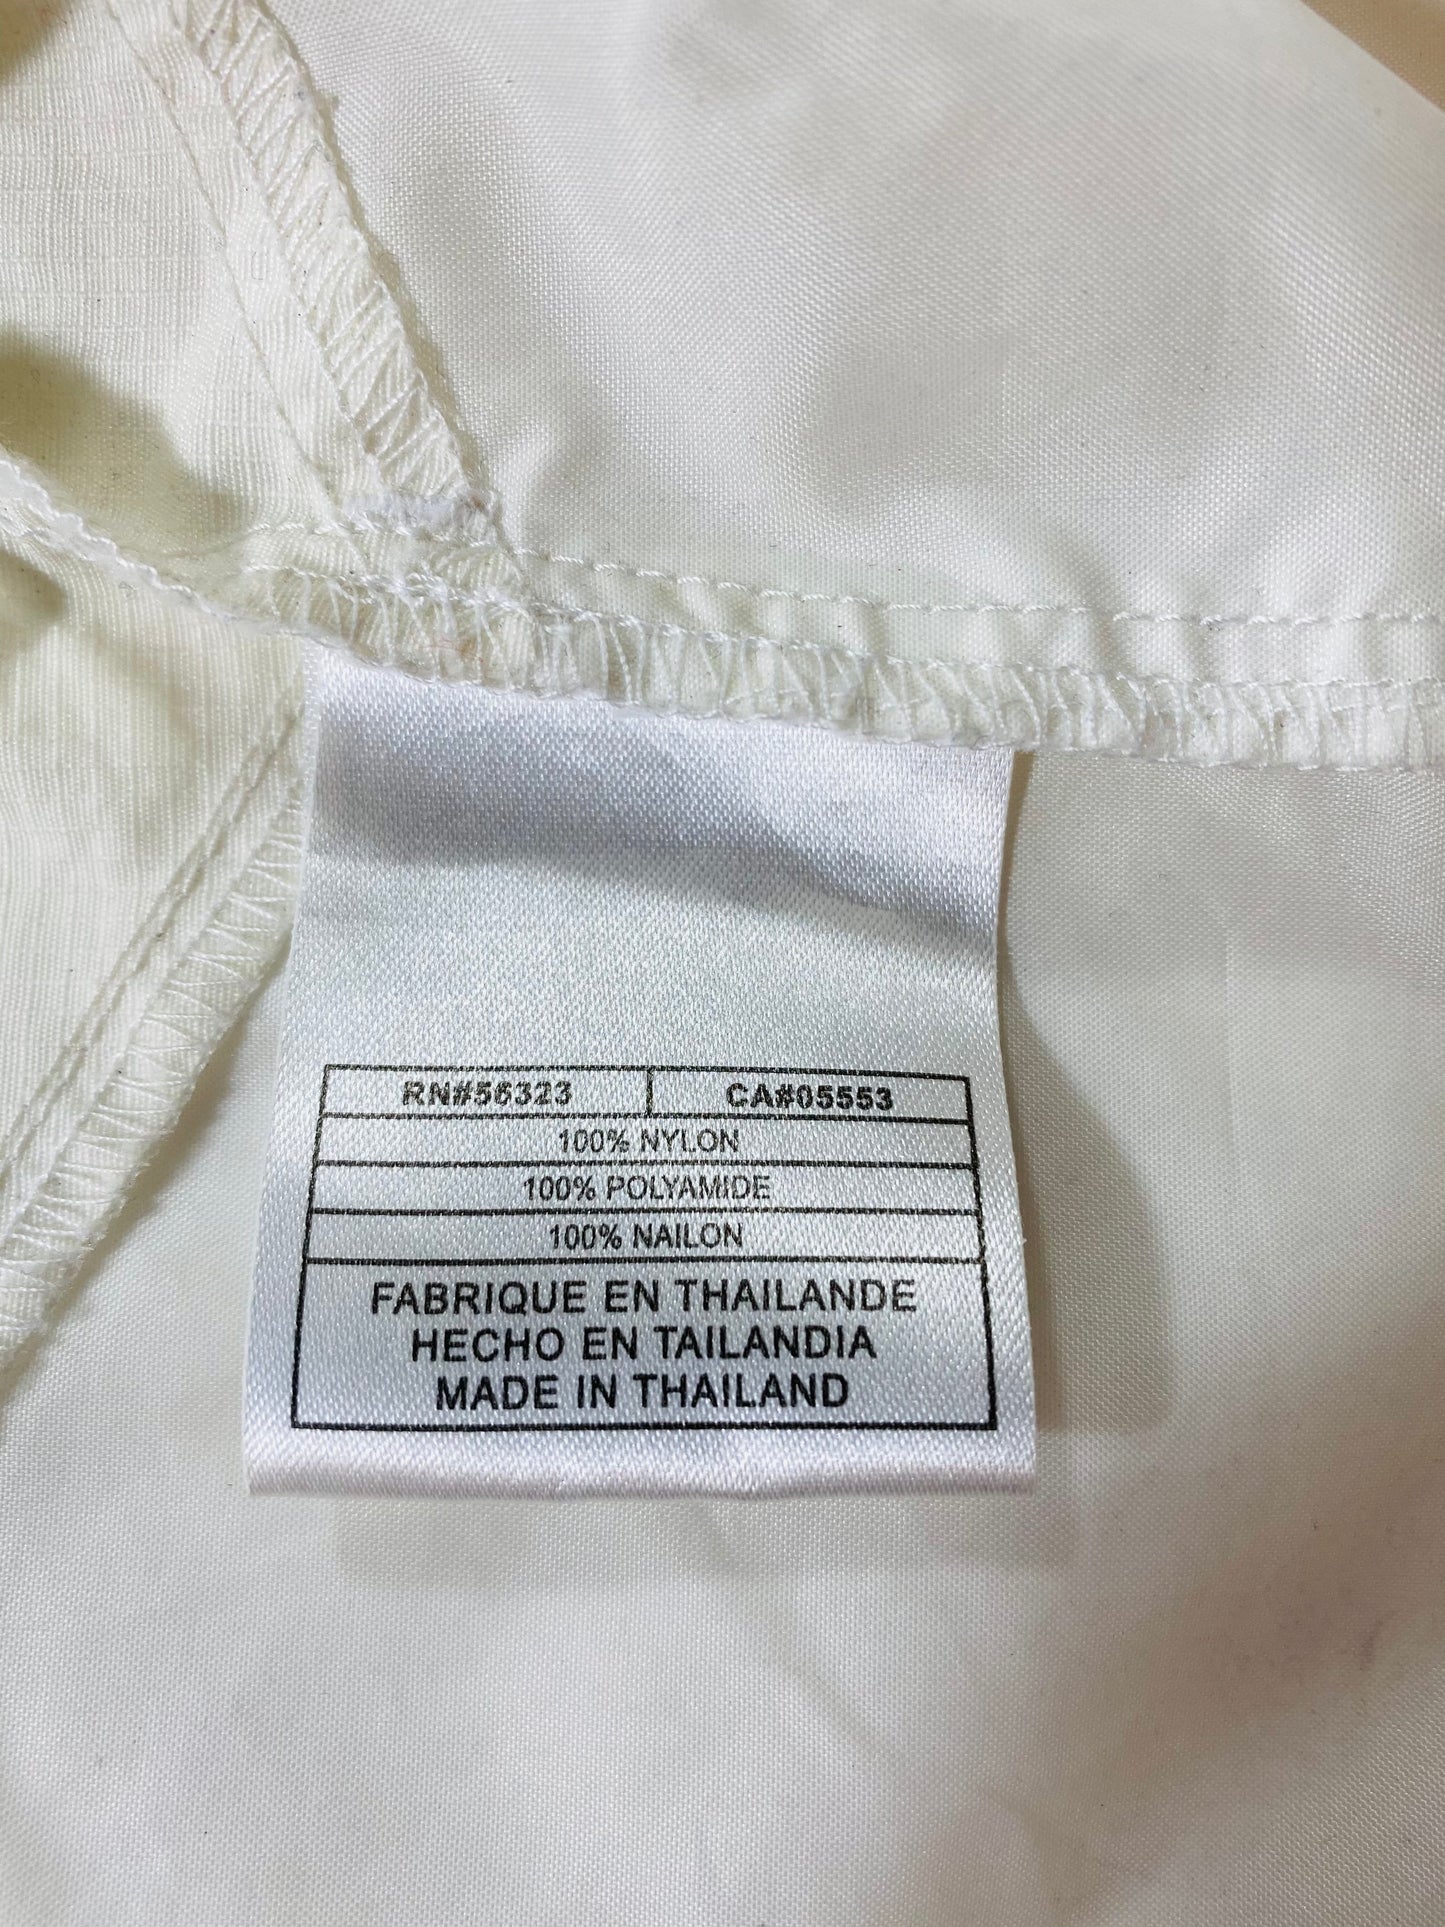 RN#56323 CA#05553
100% NYLON
100% POLYAMIDE
100% NAILON
FABRIQUE EN THAILANDE
HECHO EN TAILANDIA
MADE IN THAILAND